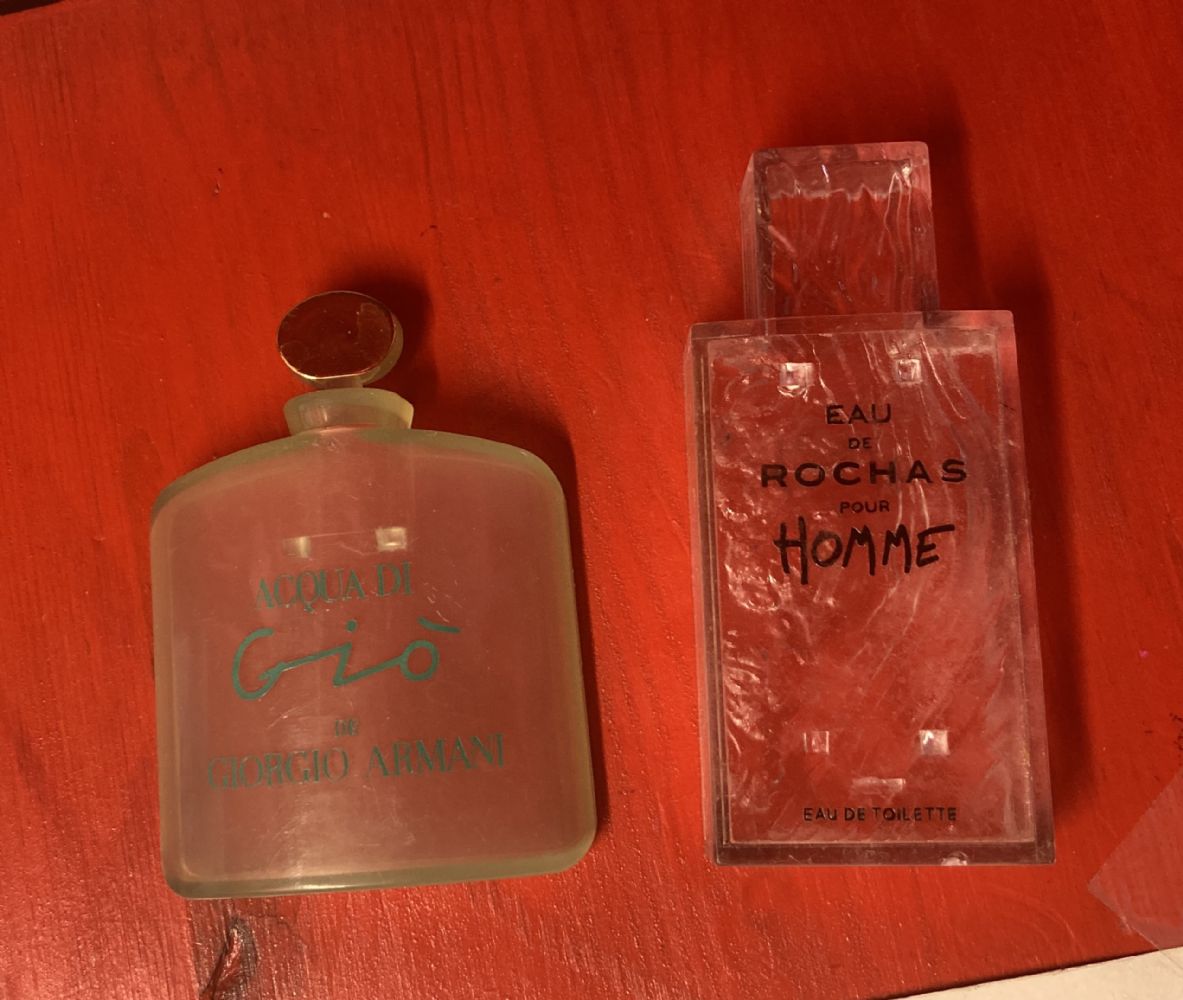 ACQUA DI
Giò
DE
GIORGIO ARMANI
EAU
DE
ROCHAS
POUR
HOMME
EAU DE TOILETTE